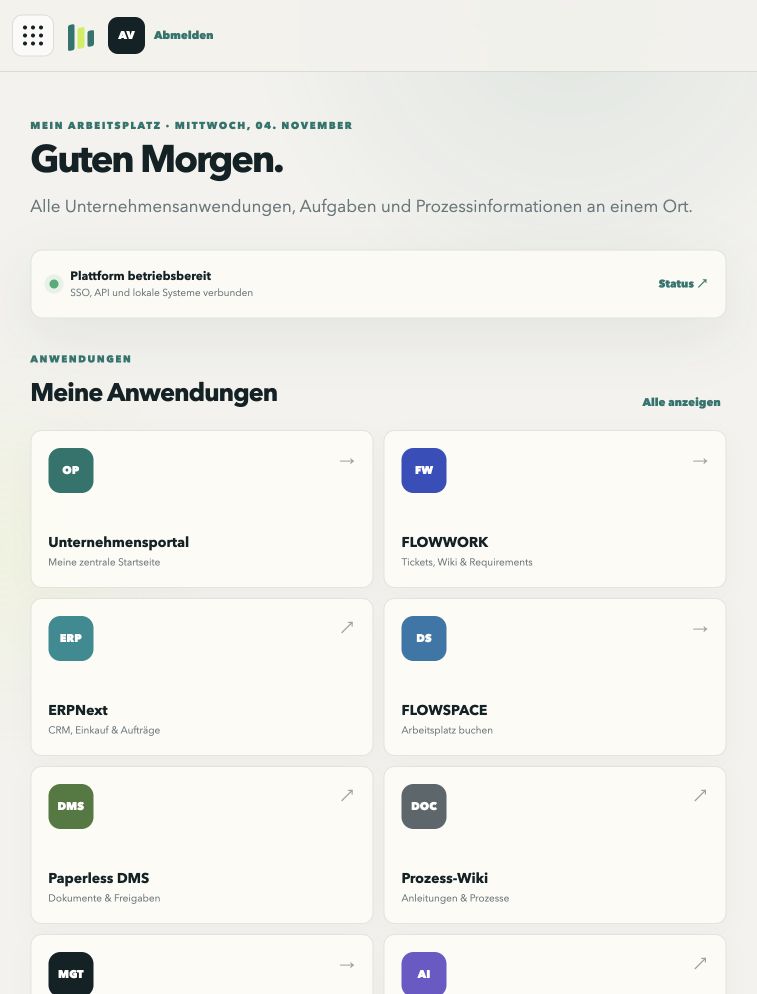 AV Abmelden
MEIN ARBEITSPLATZ · MITTWOCH, 04. NOVEMBER
Guten Morgen.
Alle Unternehmensanwendungen, Aufgaben und Prozessinformationen an einem Ort.
Plattform betriebsbereit
SSO, API und lokale Systeme verbunden
Status ↗
ANWENDUNGEN
Meine Anwendungen
Alle anzeigen
OP →
Unternehmensportal
Meine zentrale Startseite
FW →
FLOWWORK
Tickets, Wiki & Requirements
ERP ↗
ERPNext
CRM, Einkauf & Aufträge
DS →
FLOWSPACE
Arbeitsplatz buchen
DMS ↗
Paperless DMS
Dokumente & Freigaben
DOC ↗
Prozess-Wiki
Anleitungen & Prozesse
MGT →
AI ↗